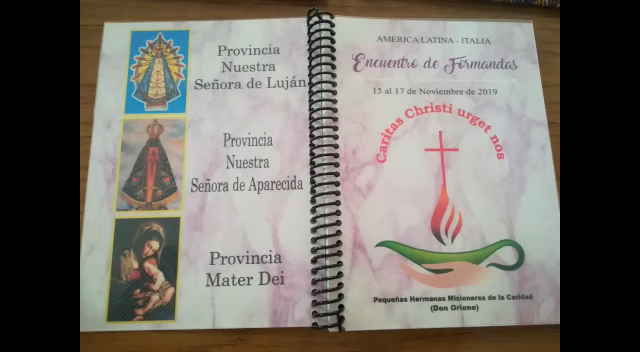 Provincia
Nuestra
Señora de Luján
Provincia
Nuestra
Señora de Aparecida
Provincia
Mater Dei
AMERICA LATINA - ITALIA
Encuentro de Formandas
15 al 17 de Noviembre de 2019
Caritas Christi urget nos
Pequeñas Hermanas Misioneras de la Caridad
(Don Orione)